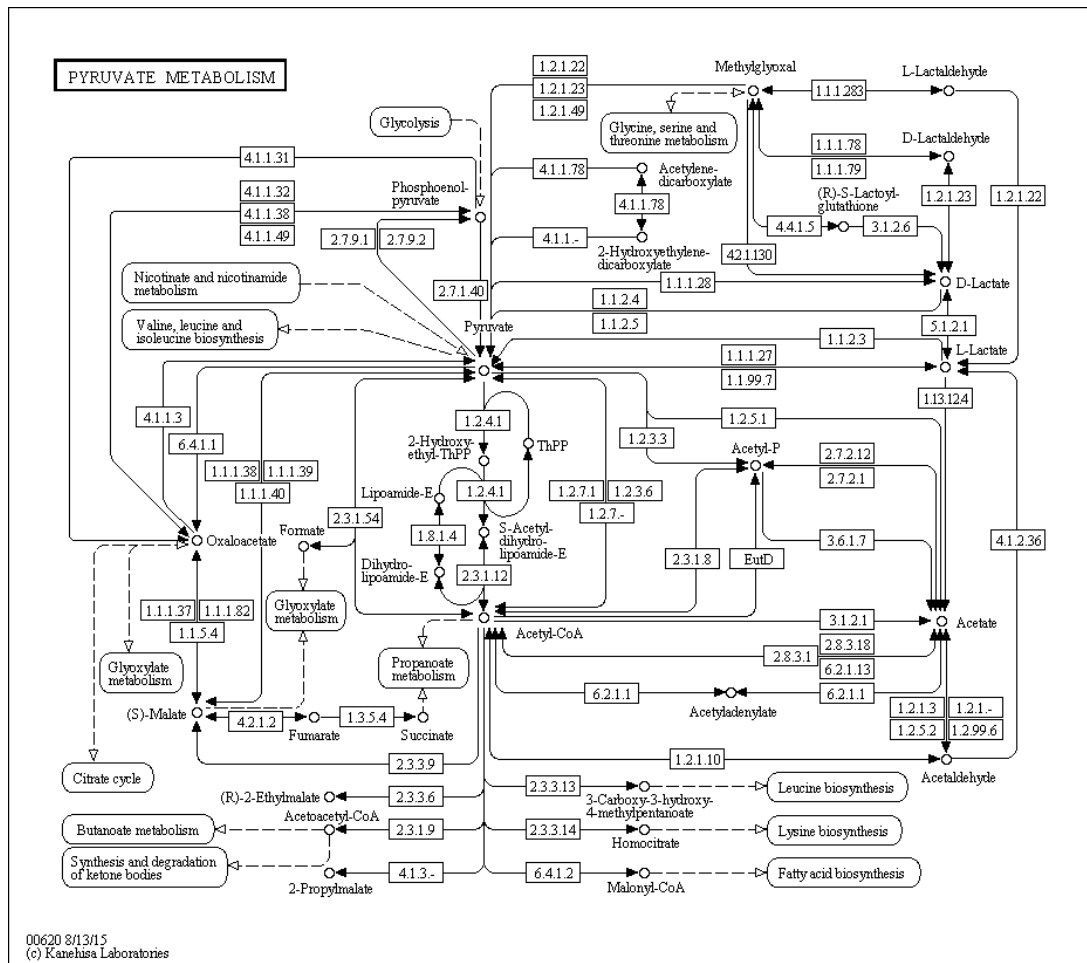 PYRUVATE METABOLISM
1.2.1.22
1.2.1.23
1.2.1.49
Methylglyoxal
1.1.1.283
L-Lactaldehyde
Glycolysis
Glycine, serine and
threonine metabolism
4.1.1.31
1.1.1.78
1.1.1.79
D-Lactaldehyde
4.1.1.32
4.1.1.38
4.1.1.49
Phosphoenol-
pyruvate
4.1.1.78
Acetylene-
dicarboxylate
4.1.1.78
(R)-S-Lactoyl-
glutathione
1.2.1.23
1.2.1.22
2.7.9.1
2.7.9.2
4.1.1.-
2-Hydroxyethylene-
dicarboxylate
4.4.1.5
3.1.2.6
4.2.1.130
Nicotinate and nicotinamide
metabolism
2.7.1.40
1.1.1.28
D-Lactate
1.1.2.4
1.1.2.5
Valine, leucine and
isoleucine biosynthesis
Pyruvate
5.1.2.1
1.1.2.3
L-Lactate
1.1.1.27
1.1.99.7
1.13.12.4
4.1.1.3
6.4.1.1
1.2.4.1
1.2.5.1
1.2.3.3
2-Hydroxy-
ethyl-ThPP
ThPP
Acetyl-P
2.7.2.12
2.7.2.1
1.1.1.38
1.1.1.39
1.1.1.40
Lipoamide-E
1.2.4.1
1.2.7.1
1.2.3.6
1.2.7.-
2.3.1.54
Formate
1.8.1.4
S-Acetyl-
dihydro-
lipoamide-E
Oxaloacetate
3.6.1.7
4.1.2.36
2.3.1.8
EutD
Dihydro-
lipoamide-E
2.3.1.12
1.1.1.37
1.1.1.82
1.1.5.4
Glyoxylate
metabolism
Acetyl-CoA
3.1.2.1
Acetate
Glyoxylate
metabolism
Propanoate
metabolism
2.8.3.1
2.8.3.18
6.2.1.13
6.2.1.1
6.2.1.1
Acetyladenylate
(S)-Malate
4.2.1.2
Fumarate
1.3.5.4
Succinate
1.2.1.3
1.2.1.-
1.2.5.2
1.2.99.6
Citrate cycle
2.3.3.9
1.2.1.10
Acetaldehyde
(R)-2-Ethylmalate
2.3.3.6
2.3.3.13
3-Carboxy-3-hydroxy-
4-methylpentanoate
Leucine biosynthesis
Acetoacetyl-CoA
Butanoate metabolism
2.3.1.9
2.3.3.14
Homocitrate
Lysine biosynthesis
Synthesis and degradation
of ketone bodies
4.1.3.-
2-Propylmalate
6.4.1.2
Malonyl-CoA
Fatty acid biosynthesis
00620 8/13/15
(c) Kanehisa Laboratories